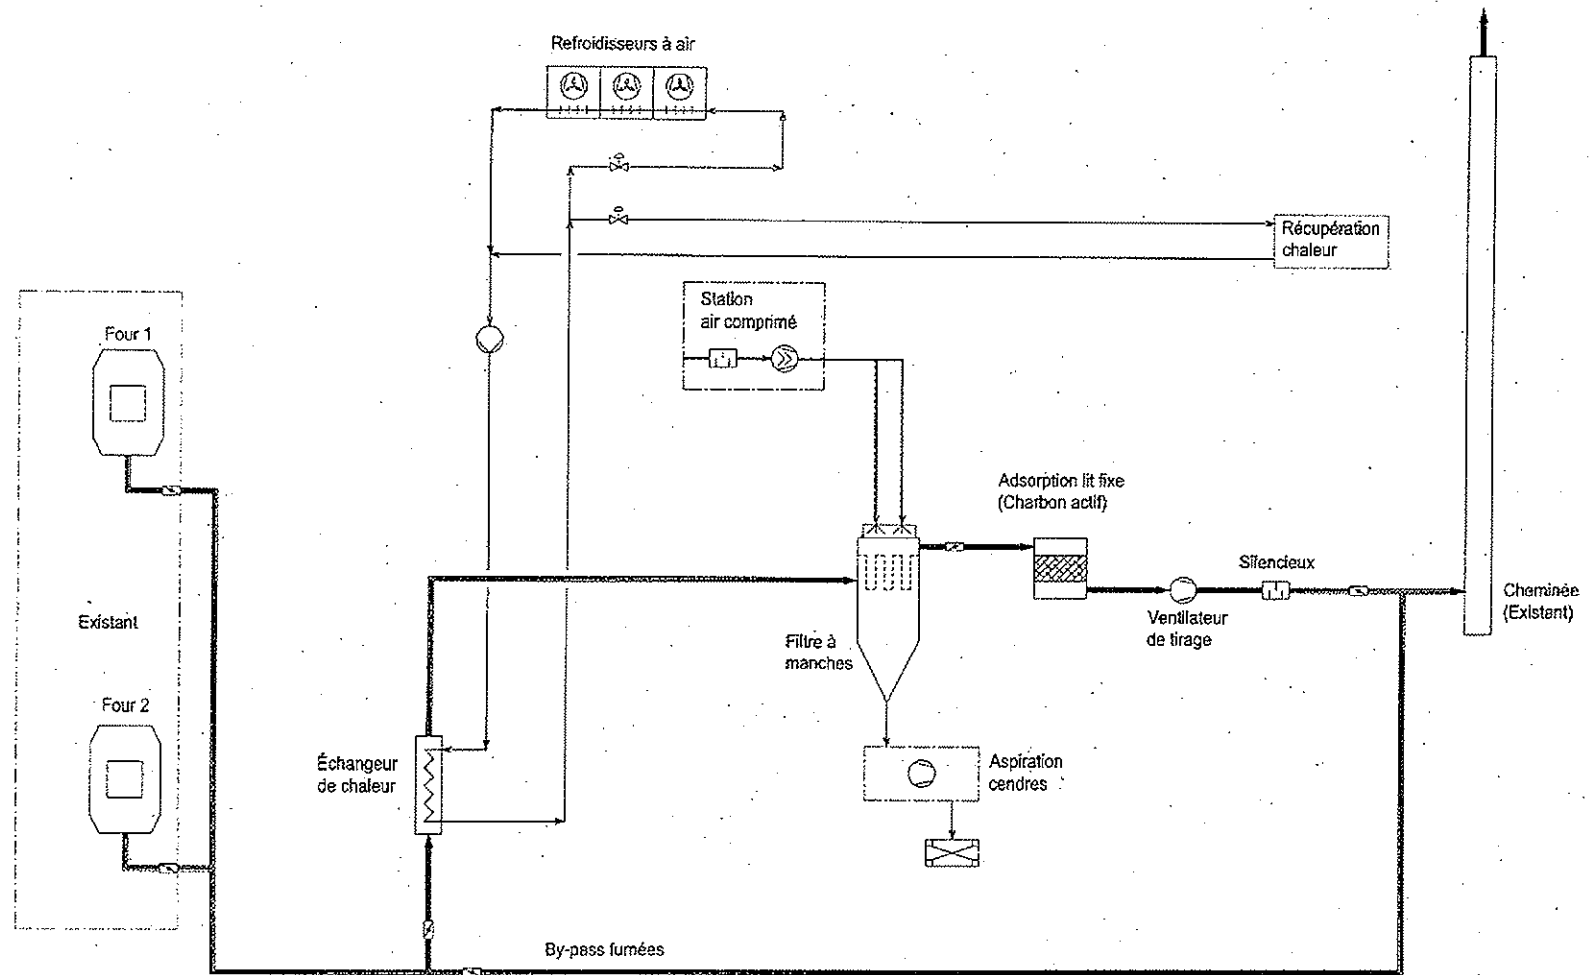 Refroidisseurs à air
Récupération
chaleur
Station
air comprimé
Four 1
Adsorption lit fixe
(Charbon actif)
Silencieux
Existant
Cheminée
(Existant)
Ventilateur
de tirage
Filtre à
manches
Four 2
Échangeur
de chaleur
Aspiration
cendres
By-pass fumées